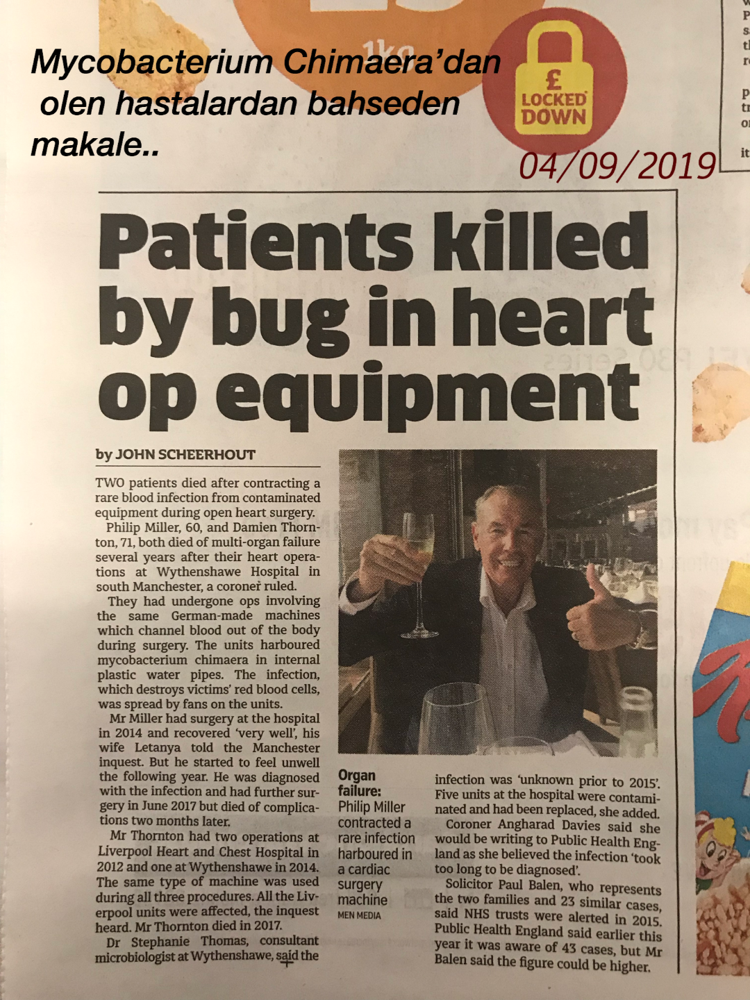 1kg
Mycobacterium Chimaera'dan
olen hastalardan bahseden
makale..
£
LOCKED
DOWN
04/09/2019
Patients killed
by bug in heart
op equipment
by JOHN SCHEERHOUT
TWO patients died after contracting a
rare blood infection from contaminated
equipment during open heart surgery.
Philip Miller, 60, and Damien Thorn-
ton, 71, both died of multi-organ failure
several years after their heart opera-
tions at Wythenshawe Hospital in
south Manchester, a coroner ruled.
They had undergone ops involving
the same German-made machines
which channel blood out of the body
during surgery. The units harboured
mycobacterium chimaera in internal
plastic water pipes. The infection,
which destroys victims' red blood cells,
was spread by fans on the units.
Mr Miller had surgery at the hospital
in 2014 and recovered 'very well', his
wife Letanya told the Manchester
inquest. But he started to feel unwell
the following year. He was diagnosed
with the infection and had further sur-
gery in June 2017 but died of complica-
tions two months later.
Mr Thornton had two operations at
Liverpool Heart and Chest Hospital in
2012 and one at Wythenshawe in 2014.
The same type of machine was used
during all three procedures. All the Liv-
erpool units were affected, the inquest
heard. Mr Thornton died in 2017.
Dr Stephanie Thomas, consultant
microbiologist at Wythenshawe, said the
Organ
failure:
Philip Miller
contracted a
rare infection
harboured in
a cardiac
surgery
machine
MEN MEDIA
infection was 'unknown prior to 2015'.
Five units at the hospital were contami-
nated and had been replaced, she added.
Coroner Angharad Davies said she
would be writing to Public Health Eng-
land as she believed the infection 'took
too long to be diagnosed'.
Solicitor Paul Balen, who represents
the two families and 23 similar cases,
said NHS trusts were alerted in 2015.
Public Health England said earlier this
year it was aware of 43 cases, but Mr
Balen said the figure could be higher.